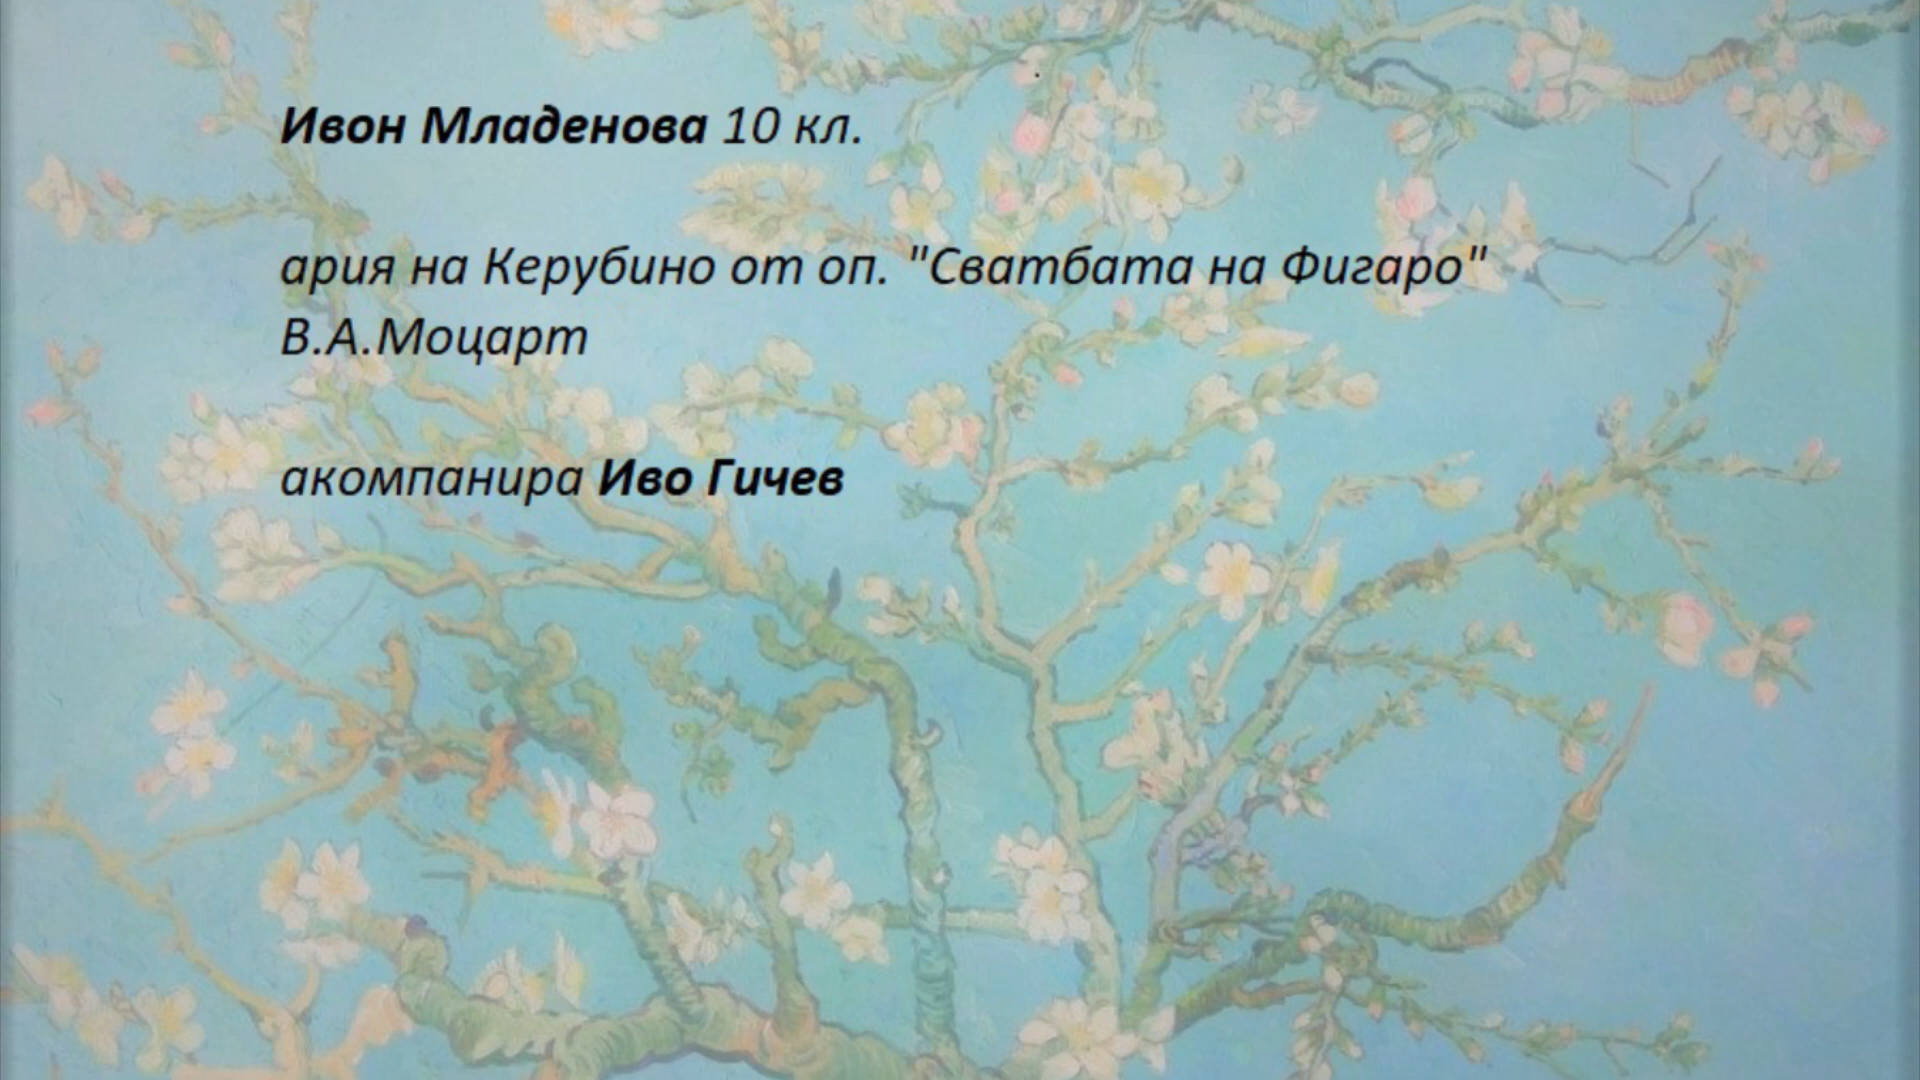 Ивон Младенова 10 кл.
ария на Керубино от оп. "Сватбата на Фигаро"
В.А.Моцарт
акомпанира Иво Гичев